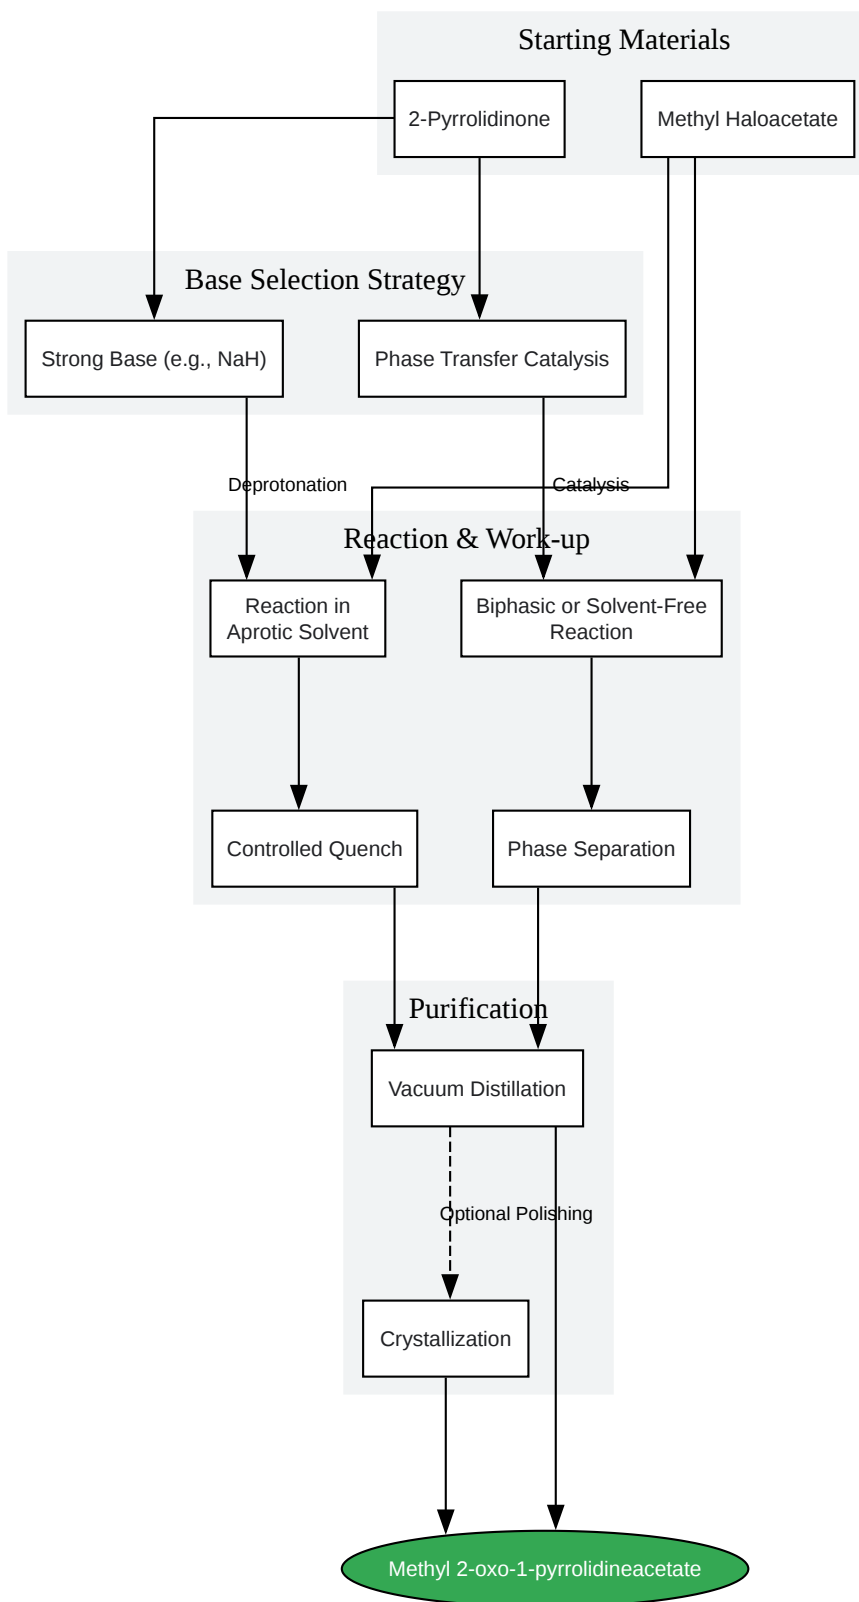 Starting Materials
2-Pyrrolidinone
Methyl Haloacetate
Base Selection Strategy
Strong Base (e.g., NaH)
Phase Transfer Catalysis
Deprotonation
Catalysis
Reaction & Work-up
Reaction in
Aprotic Solvent
Biphasic or Solvent-Free
Reaction
Controlled Quench
Phase Separation
Purification
Vacuum Distillation
Optional Polishing
Crystallization
Methyl 2-oxo-1-pyrrolidineacetate